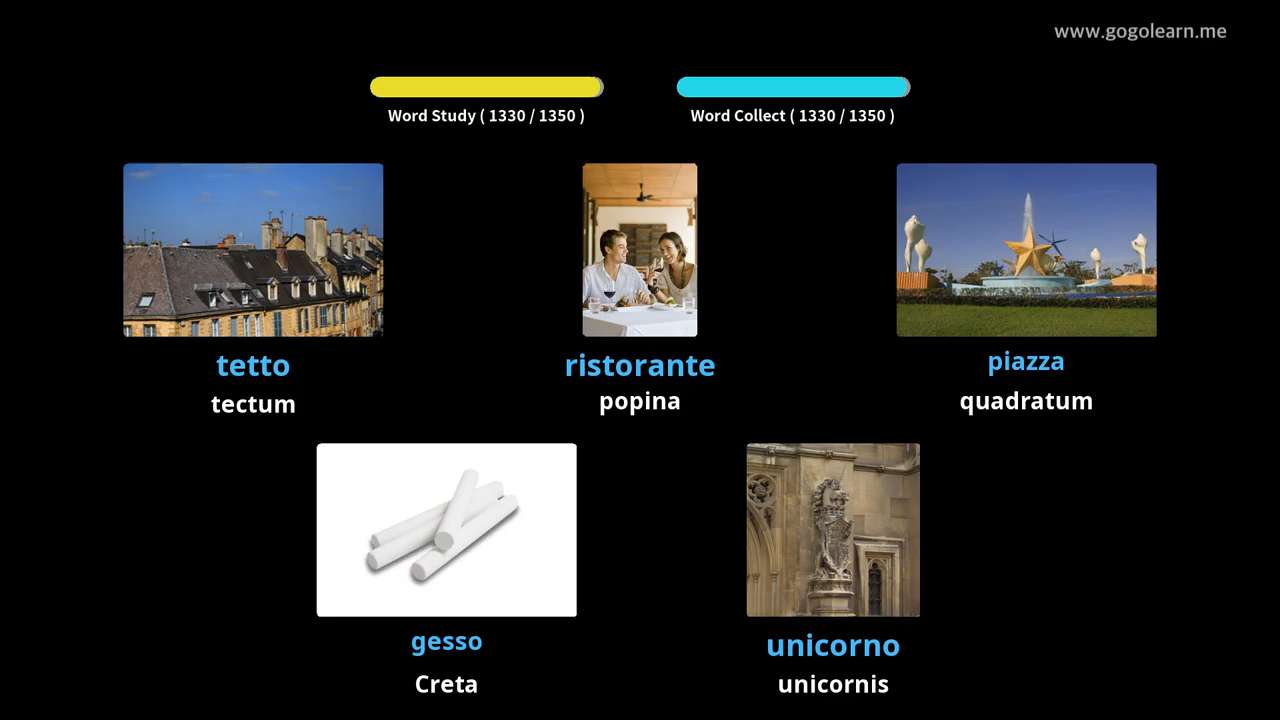 www.gogolearn.me
Word Study ( 1330 / 1350 )
Word Collect ( 1330 / 1350 )
tetto
tectum
ristorante
popina
piazza
quadratum
gesso
Creta
unicorno
unicornis